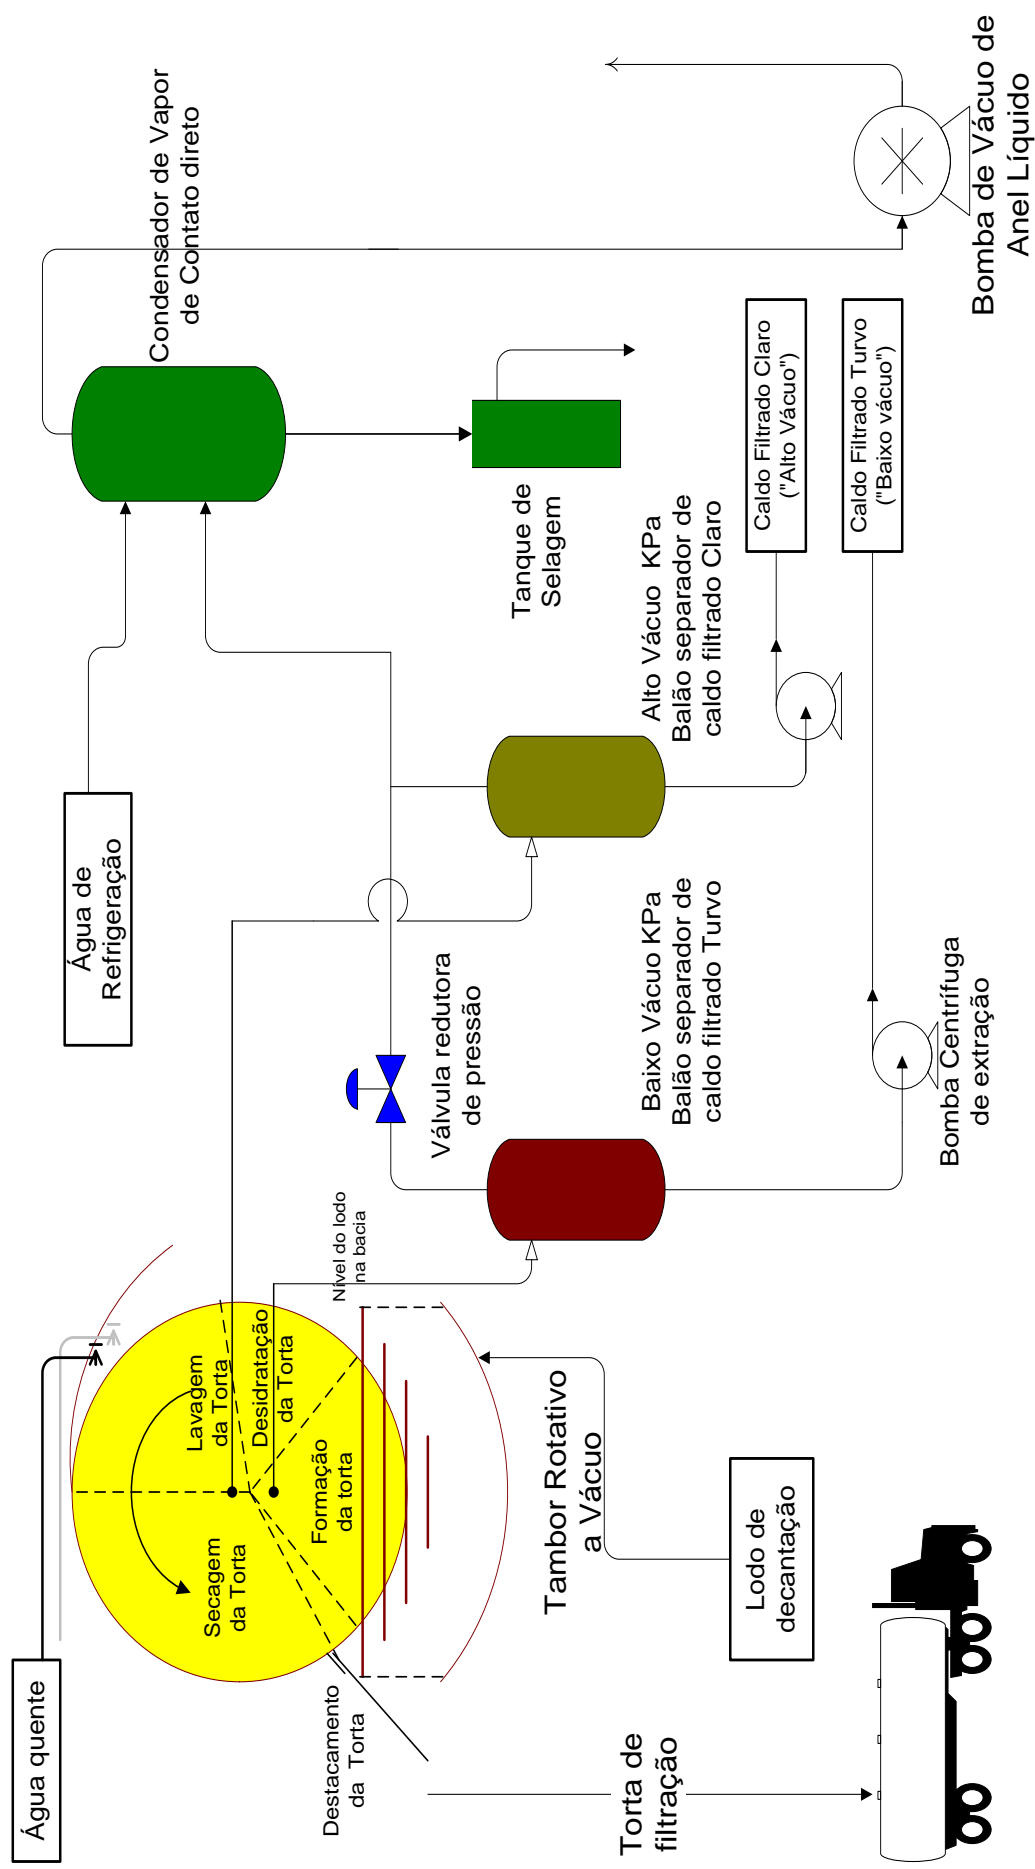 Água quente
Água de
Refrigeração
Condensador de Vapor
de Contato direto
Lavagem
da Torta
Secagem
da Torta
Desidratação
da Torta
Formação
da torta
Destacamento
da Torta
Nível do lodo
na bacia
Válvula redutora
de pressão
Tanque de
Selagem
Tambor Rotativo
a Vácuo
Baixo Vácuo KPa
Balão separador de
caldo filtrado Turvo
Alto Vácuo KPa
Balão separador de
caldo filtrado Claro
Torta de
filtração
Lodo de
decantação
Caldo Filtrado Claro
("Alto Vácuo")
Caldo Filtrado Turvo
("Baixo vácuo")
Bomba Centrífuga
de extração
Bomba de Vácuo de
Anel Líquido